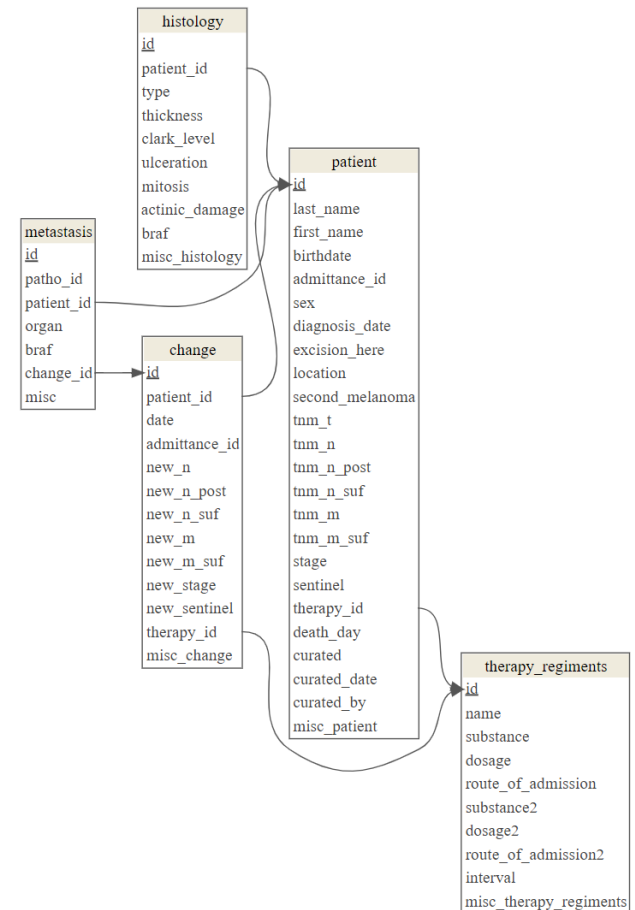 histology
id
patient_id
type
thickness
clark_level
ulceration
mitosis
actinic_damage
braf
misc_histology
patient
id
last_name
first_name
birthdate
admittance_id
sex
diagnosis_date
excision_here
location
second_melanoma
tnm_t
tnm_n
tnm_n_post
tnm_n_suf
tnm_m
tnm_m_suf
stage
sentinel
therapy_id
death_day
curated
curated_date
curated_by
misc_patient
metastasis
id
patho_id
patient_id
organ
braf
change_id
misc
change
id
patient_id
date
admittance_id
new_n
new_n_post
new_n_suf
new_m
new_m_suf
new_stage
new_sentinel
therapy_id
misc_change
therapy_regiments
id
name
substance
dosage
route_of_admission
substance2
dosage2
route_of_admission2
interval
misc_therapy_regiments